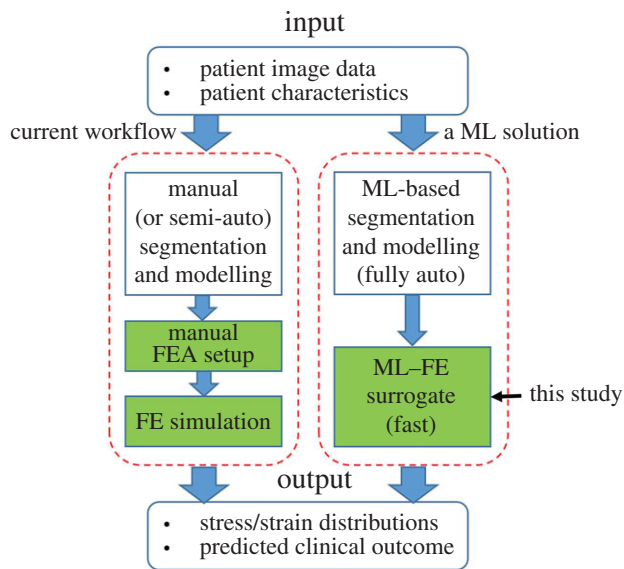 input
• patient image data
• patient characteristics
current workflow
a ML solution
manual
(or semi-auto)
segmentation
and modelling
manual
FEA setup
FE simulation
ML-based
segmentation
and modelling
(fully auto)
ML–FE
surrogate
(fast)
this study
output
• stress/strain distributions
• predicted clinical outcome